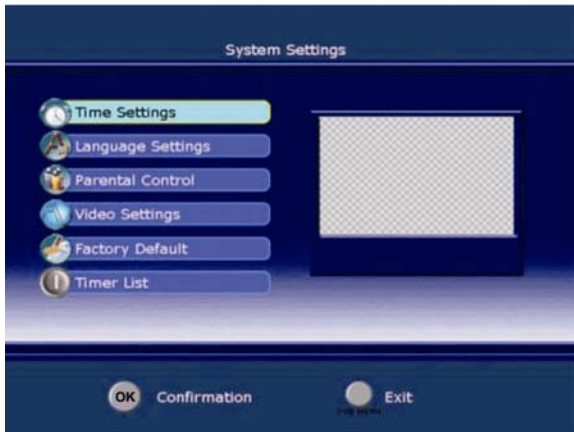 System Settings
Time Settings
Language Settings
Parental Control
Video Settings
Factory Default
Timer List
OK Confirmation Exit